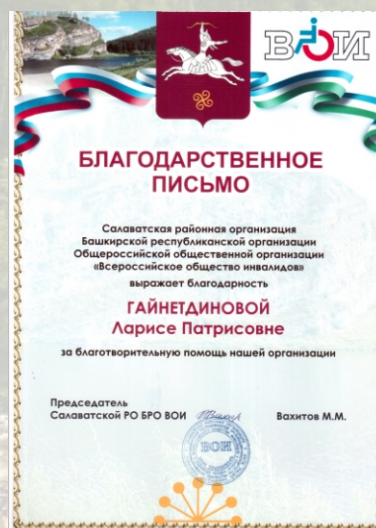 ВОИ
БЛАГОДАРСТВЕННОЕ
ПИСЬМО
Салаватская районная организация
Башкирской республиканской организации
Общероссийской общественной организации
«Всероссийское общество инвалидов»
выражает благодарность
ГАЙНЕТДИНОВОЙ
Ларисе Патрисовне
за благотворительную помощь нашей организации
Председатель
Салаватской РО БРО ВОИ Вахитов М.М.
ВОИ